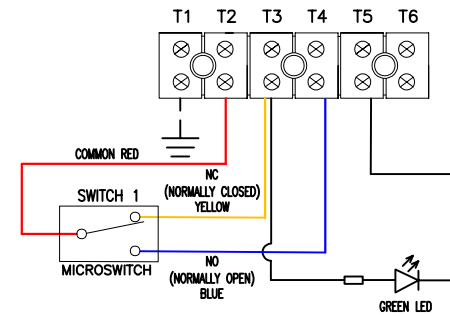 T1 T2 T3 T4 T5 T6
COMMON RED
NC
(NORMALLY CLOSED)
YELLOW
SWITCH 1
MICROSWITCH
NO
(NORMALLY OPEN)
BLUE
GREEN LED